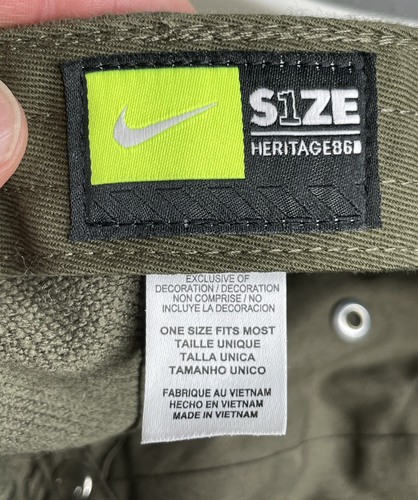 S1ZE
HERITAGE86
EXCLUSIVE OF
DECORATION / DECORATION
NON COMPRISE / NO
INCLUYE LA DECORACION
ONE SIZE FITS MOST
TAILLE UNIQUE
TALLA UNICA
TAMANHO UNICO
FABRIQUE AU VIETNAM
HECHO EN VIETNAM
MADE IN VIETNAM